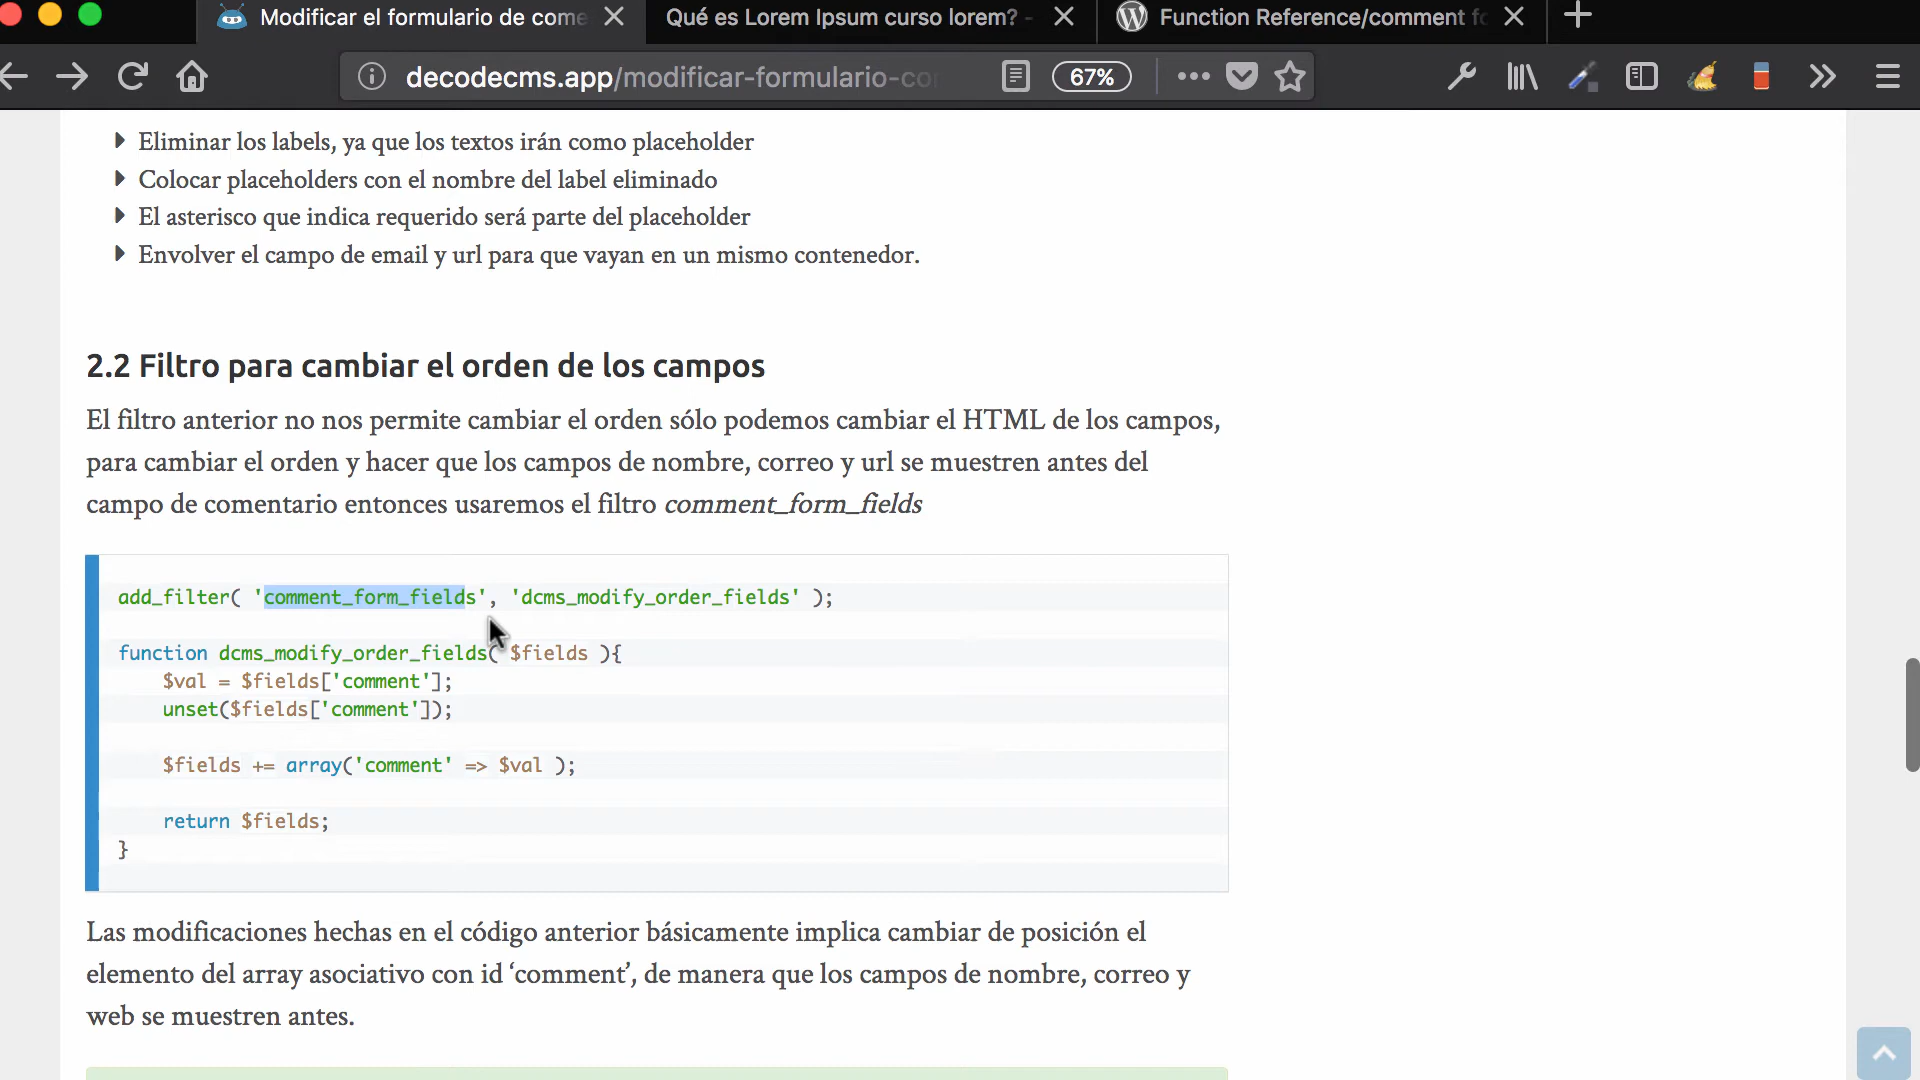 Modificar el formulario de come
Qué es Lorem Ipsum curso lorem? -
Function Reference/comment fo
decodecms.app/modificar-formulario-co
67%
Eliminar los labels, ya que los textos irán como placeholder
Colocar placeholders con el nombre del label eliminado
El asterisco que indica requerido será parte del placeholder
Envolver el campo de email y url para que vayan en un mismo contenedor.
2.2 Filtro para cambiar el orden de los campos
El filtro anterior no nos permite cambiar el orden sólo podemos cambiar el HTML de los campos,
para cambiar el orden y hacer que los campos de nombre, correo y url se muestren antes del
campo de comentario entonces usaremos el filtro comment_form_fields
add_filter( 'comment_form_fields', 'dcms_modify_order_fields' );
function dcms_modify_order_fields( $fields ){
$val = $fields['comment'];
unset($fields['comment']);
$fields += array('comment' => $val );
return $fields;
}
Las modificaciones hechas en el código anterior básicamente implica cambiar de posición el
elemento del array asociativo con id ‘comment’, de manera que los campos de nombre, correo y
web se muestren antes.